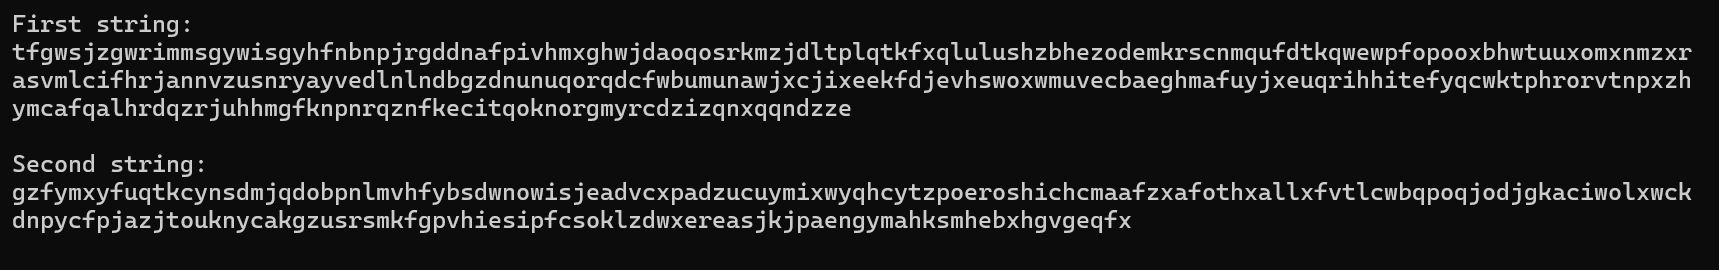 First string:
tfgwsjzgwrimmsgywisgyhfnbnpjrgddnafpivhmxghwjdaoqosrkmzjdltplqtkfxqlulushzbhezodemkrscnmqufdtkqwewpfopooxbhwtuuxomxnmzxr
asvmlcifhrjannvzusnryayvedlnlndbgzdnunuqorqdcfwbumunawjxcjixeekfdjevhswoxwmuvecbaeghmafuyjxeuqrihhitefyqcwktphrorvtnpxzh
ymcafqalhrdqzrjuhhmgfknpnrqznfkecitqoknorgmyrcdzizqnxqqndzze

Second string:
gzfymxyfuqtkcynsdmjqdobpnlmvhfybsdwnowisjeadvcxpadzucuymixwyqhcytzpoeroshichcmaafzxafothxallxfvtlcwbqpoqjodjgkaciwolxwck
dnpycfpjazjtouknycakgzusrsmkfgpvhiesipfcsoklzdwxereasjkjpaengymahksmhebxhgvgeqfx